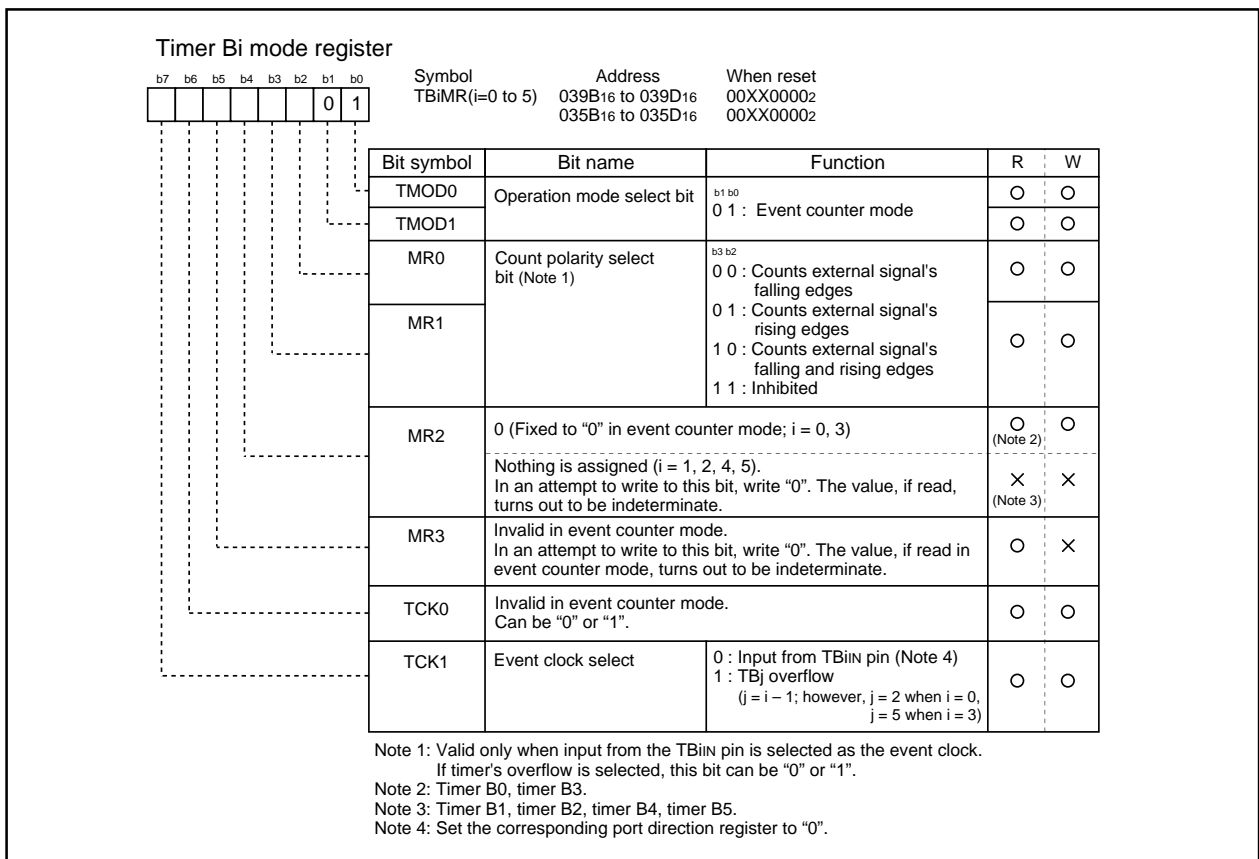 Timer Bi mode register
b7 b6 b5 b4 b3 b2 b1 b0
0 1
Symbol Address When reset
TBiMR(i=0 to 5) 039B16 to 039D16 00XX00002
035B16 to 035D16 00XX00002
Bit symbol Bit name Function R W
TMOD0 Operation mode select bit b1 b0
0 1 : Event counter mode
TMOD1
MR0 Count polarity select
bit (Note 1)
b3 b2
0 0 : Counts external signal's
falling edges
0 1 : Counts external signal's
rising edges
1 0 : Counts external signal's
falling and rising edges
1 1 : Inhibited
MR1
MR2 0 (Fixed to “0” in event counter mode; i = 0, 3)
(Note 2)
Nothing is assigned (i = 1, 2, 4, 5).
In an attempt to write to this bit, write “0”. The value, if read,
turns out to be indeterminate.
(Note 3)
MR3 Invalid in event counter mode.
In an attempt to write to this bit, write “0”. The value, if read in
event counter mode, turns out to be indeterminate.
TCK0 Invalid in event counter mode.
Can be “0” or “1”.
TCK1 Event clock select 0 : Input from TBiIN pin (Note 4)
1 : TBj overflow
(j = i – 1; however, j = 2 when i = 0,
j = 5 when i = 3)
Note 1: Valid only when input from the TBiIN pin is selected as the event clock.
If timer's overflow is selected, this bit can be “0” or “1”.
Note 2: Timer B0, timer B3.
Note 3: Timer B1, timer B2, timer B4, timer B5.
Note 4: Set the corresponding port direction register to “0”.